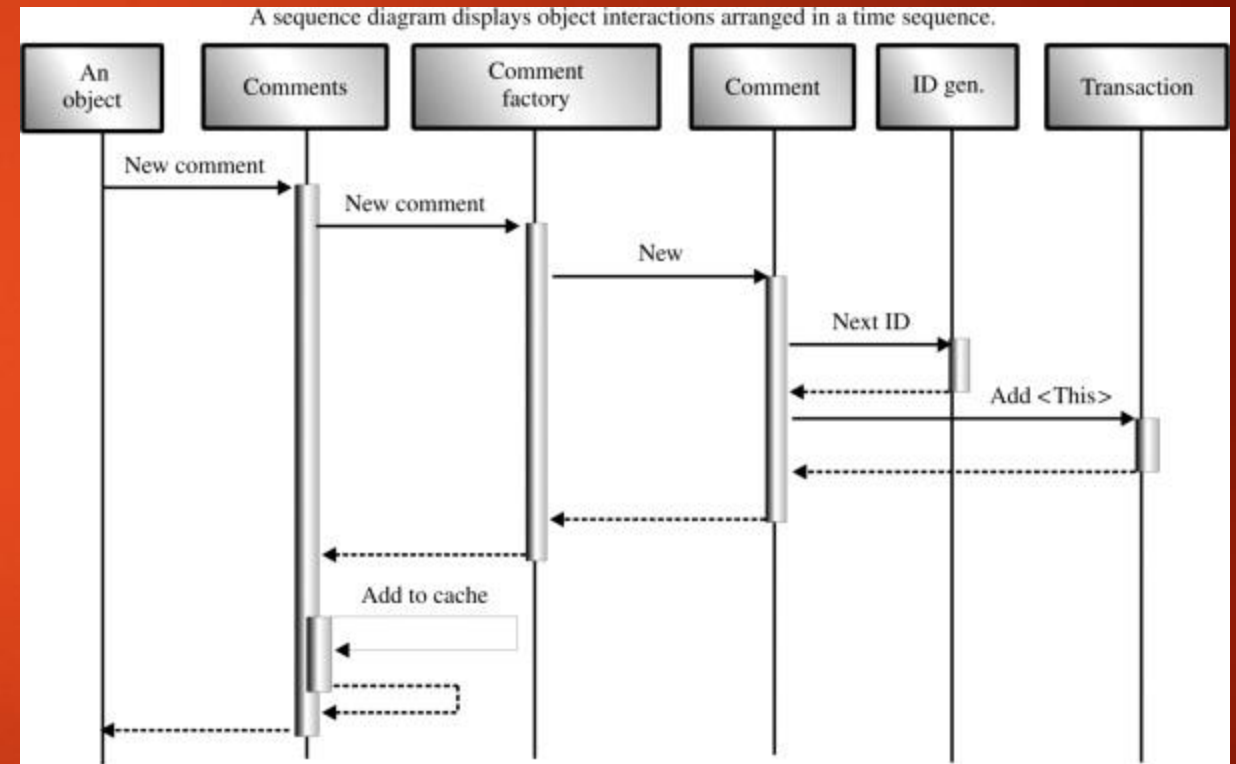 A sequence diagram displays object interactions arranged in a time sequence.
An
object
Comments
Comment
factory
Comment
ID gen.
Transaction
New comment
New comment
New
Next ID
Add <This>
Add to cache